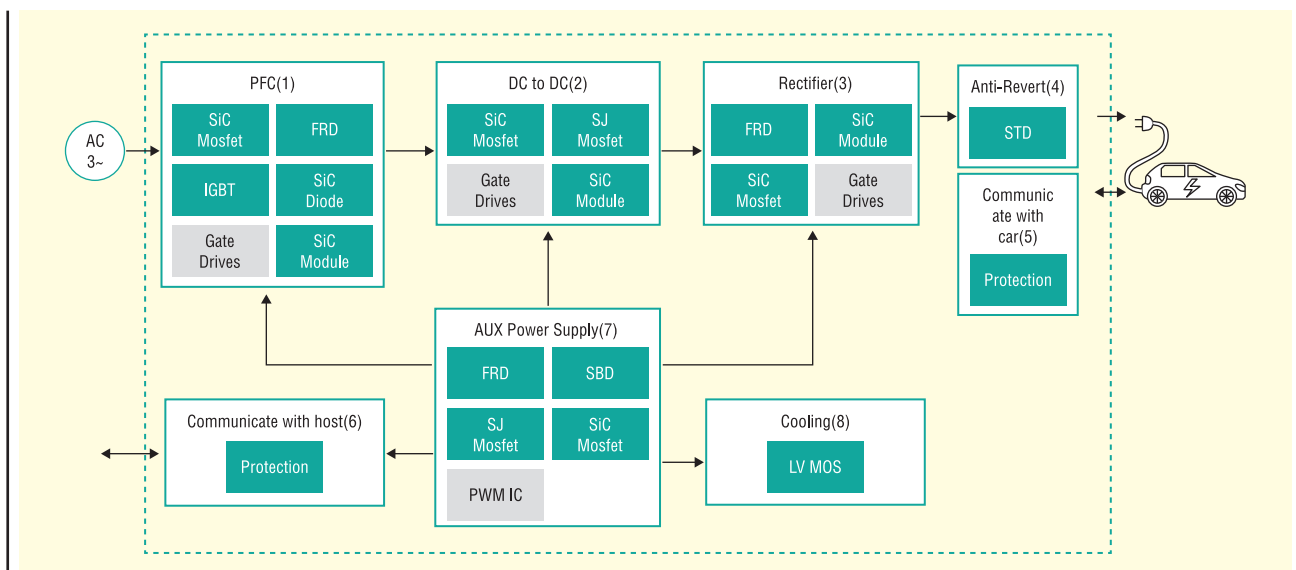 AC
3~
PFC(1)
SiC
Mosfet
FRD
IGBT
SiC
Diode
Gate
Drives
SiC
Module
DC to DC(2)
SiC
Mosfet
SJ
Mosfet
Gate
Drives
SiC
Module
Rectifier(3)
FRD
SiC
Module
SiC
Mosfet
Gate
Drives
Anti-Revert(4)
STD
Communic
ate with
car(5)
Protection
AUX Power Supply(7)
FRD
SBD
SJ
Mosfet
SiC
Mosfet
PWM IC
Communicate with host(6)
Protection
Cooling(8)
LV MOS